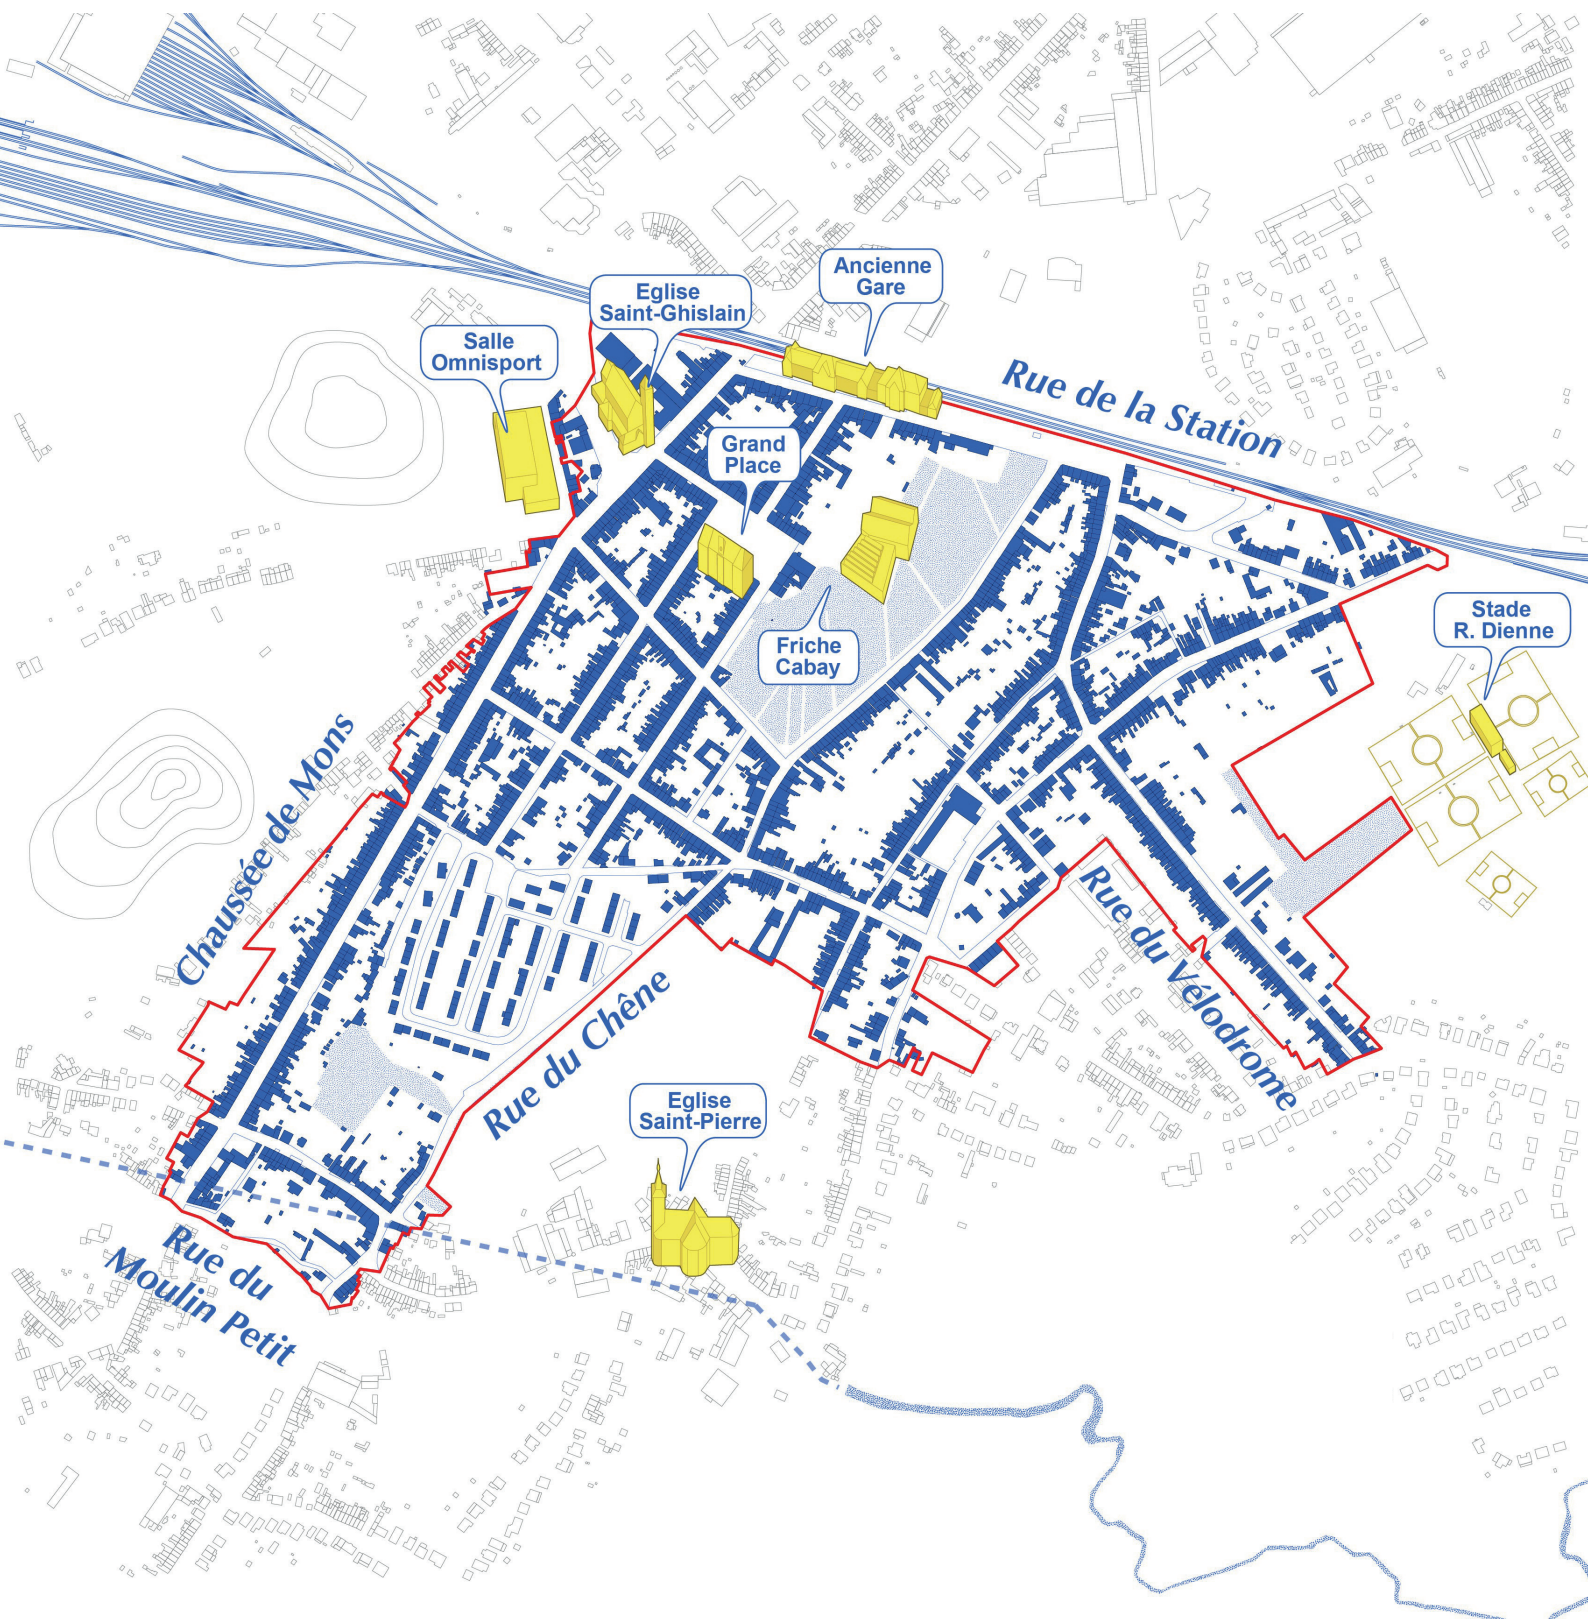 Ancienne
Gare
Eglise
Saint-Ghislain
Salle
Omnisport
Rue de la Station
Grand
Place
Friche
Cabay
Stade
R. Dienne
Chaussée de Mons
Rue du Vélodrome
Rue du Chêne
Eglise
Saint-Pierre
Rue du
Moulin Petit